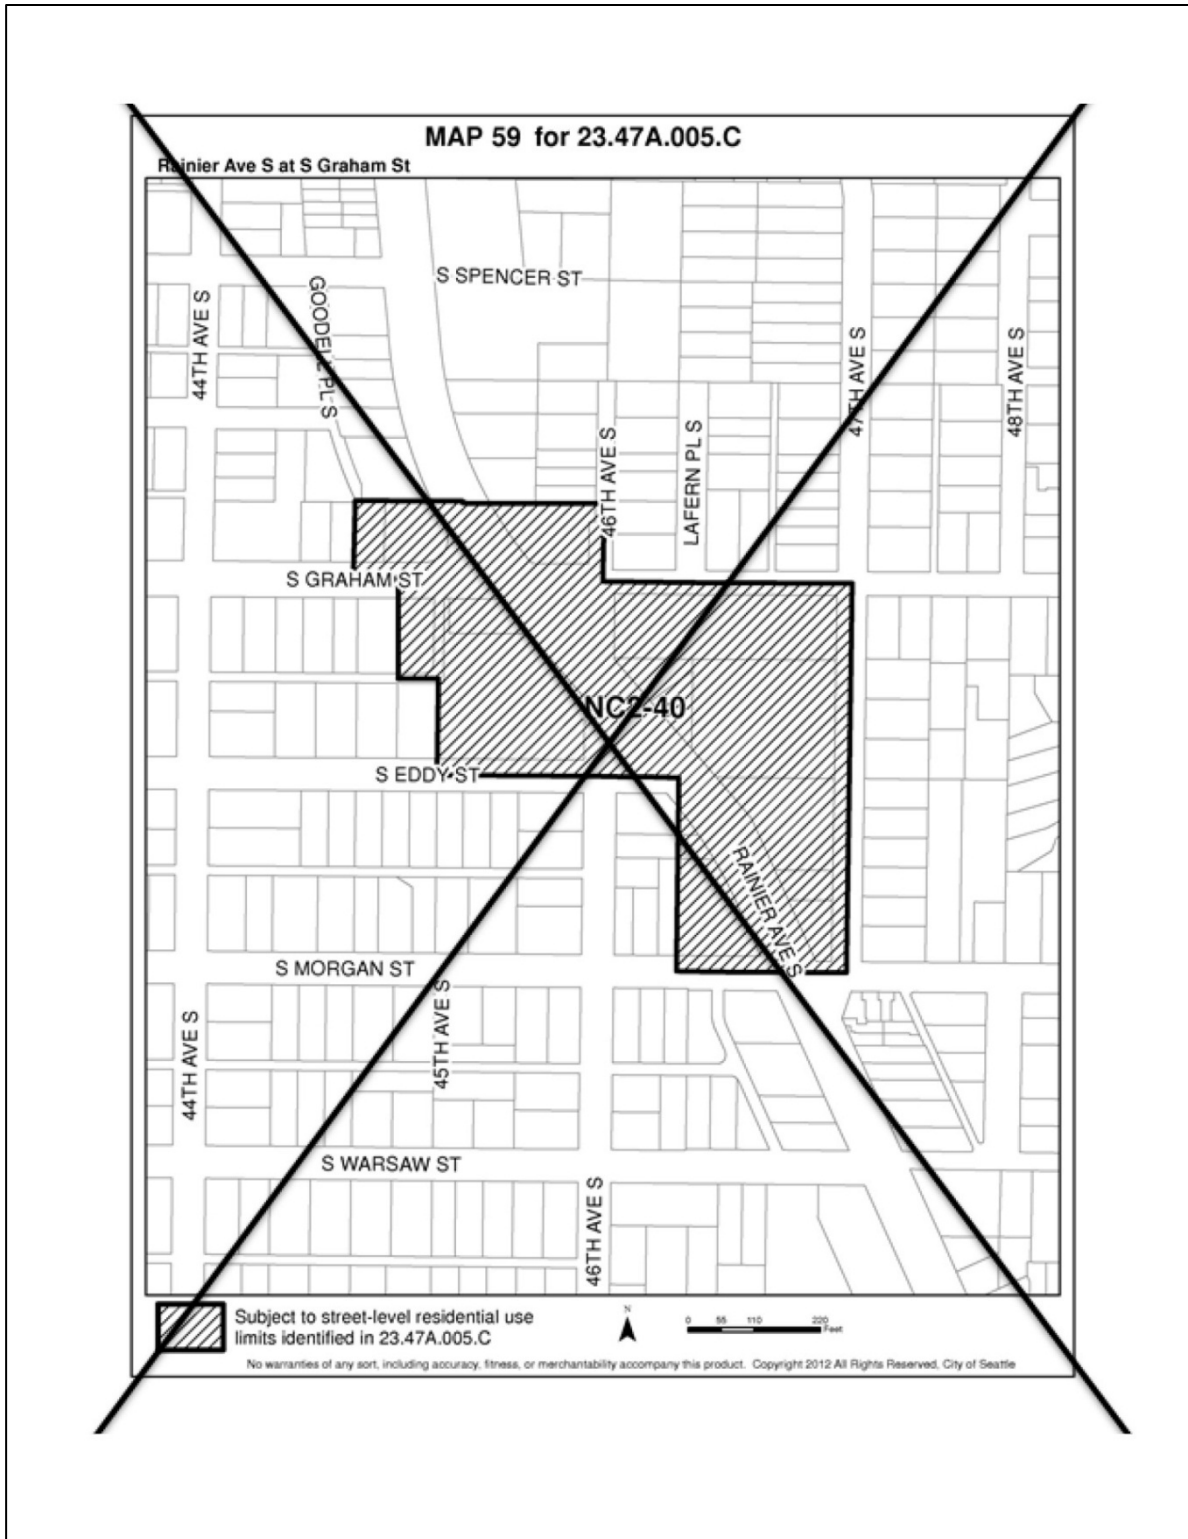 MAP 59 for 23.47A.005.C
Rainier Ave S at S Graham St
S SPENCER ST
GOODELL PL S
44TH AVE S
47TH AVE S
48TH AVE S
46TH AVE S
LAFERN PL S
S GRAHAM ST
NC2-40
S EDDY ST
RAINIER AVE S
S MORGAN ST
45TH AVE S
44TH AVE S
S WARSAW ST
46TH AVE S
Subject to street-level residential use
limits identified in 23.47A.005.C
N
0 55 110 220
Feet
No warranties of any sort, including accuracy, fitness, or merchantability accompany this product. Copyright 2012 All Rights Reserved, City of Seattle